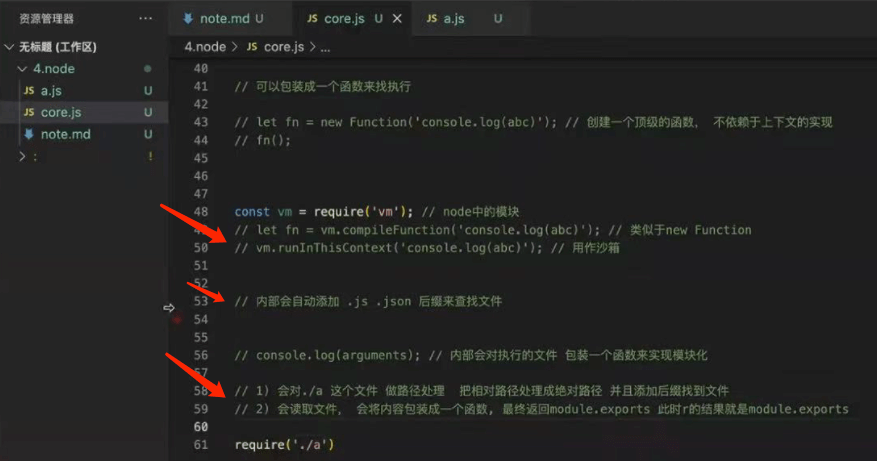 资源管理器 ...
note.md U
JS core.js U ×
JS a.js U
无标题 (工作区)
4.node > JS core.js > ...
4.node
JS a.js U
JS core.js U
note.md U
: !
40
41 // 可以包装成一个函数来找执行
42
43 // let fn = new Function('console.log(abc)'); // 创建一个顶级的函数， 不依赖于上下文的实现
44 // fn();
45
46
47
48 const vm = require('vm'); // node中的模块
49 // let fn = vm.compileFunction('console.log(abc)'); // 类似于new Function
50 // vm.runInThisContext('console.log(abc)'); // 用作沙箱
51
52
53 // 内部会自动添加 .js .json 后缀来查找文件
54
55
56 // console.log(arguments); // 内部会对执行的文件 包装一个函数来实现模块化
57
58 // 1) 会对./a 这个文件 做路径处理 把相对路径处理成绝对路径 并且添加后缀找到文件
59 // 2) 会读取文件， 会将内容包装成一个函数, 最终返回module.exports 此时r的结果就是module.exports
60
61 require('./a')